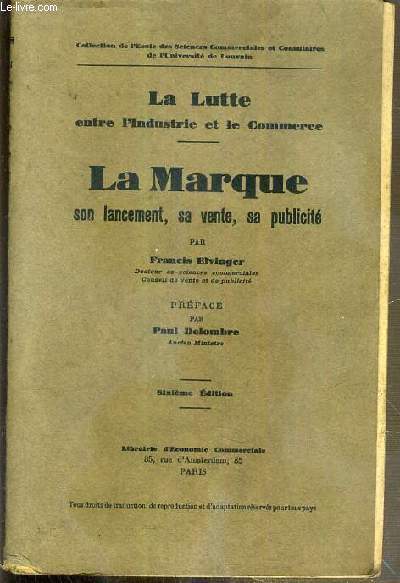 Le-livre.com
Collection de l'École des Sciences Commerciales et Consulaires
de l'Université de Louvain
La Lutte
entre l'Industrie et le Commerce
La Marque
son lancement, sa vente, sa publicité
PAR
Francis Elvinger
Docteur en sciences commerciales
Conseil de vente et de publicité
PRÉFACE
PAR
Paul Delombre
Ancien Ministre
Sixième Édition
Librairie d'Économie Commerciale
85, rue d'Amsterdam, 85
PARIS
Tous droits de traduction, de reproduction et d'adaptation réservés pour tous pays